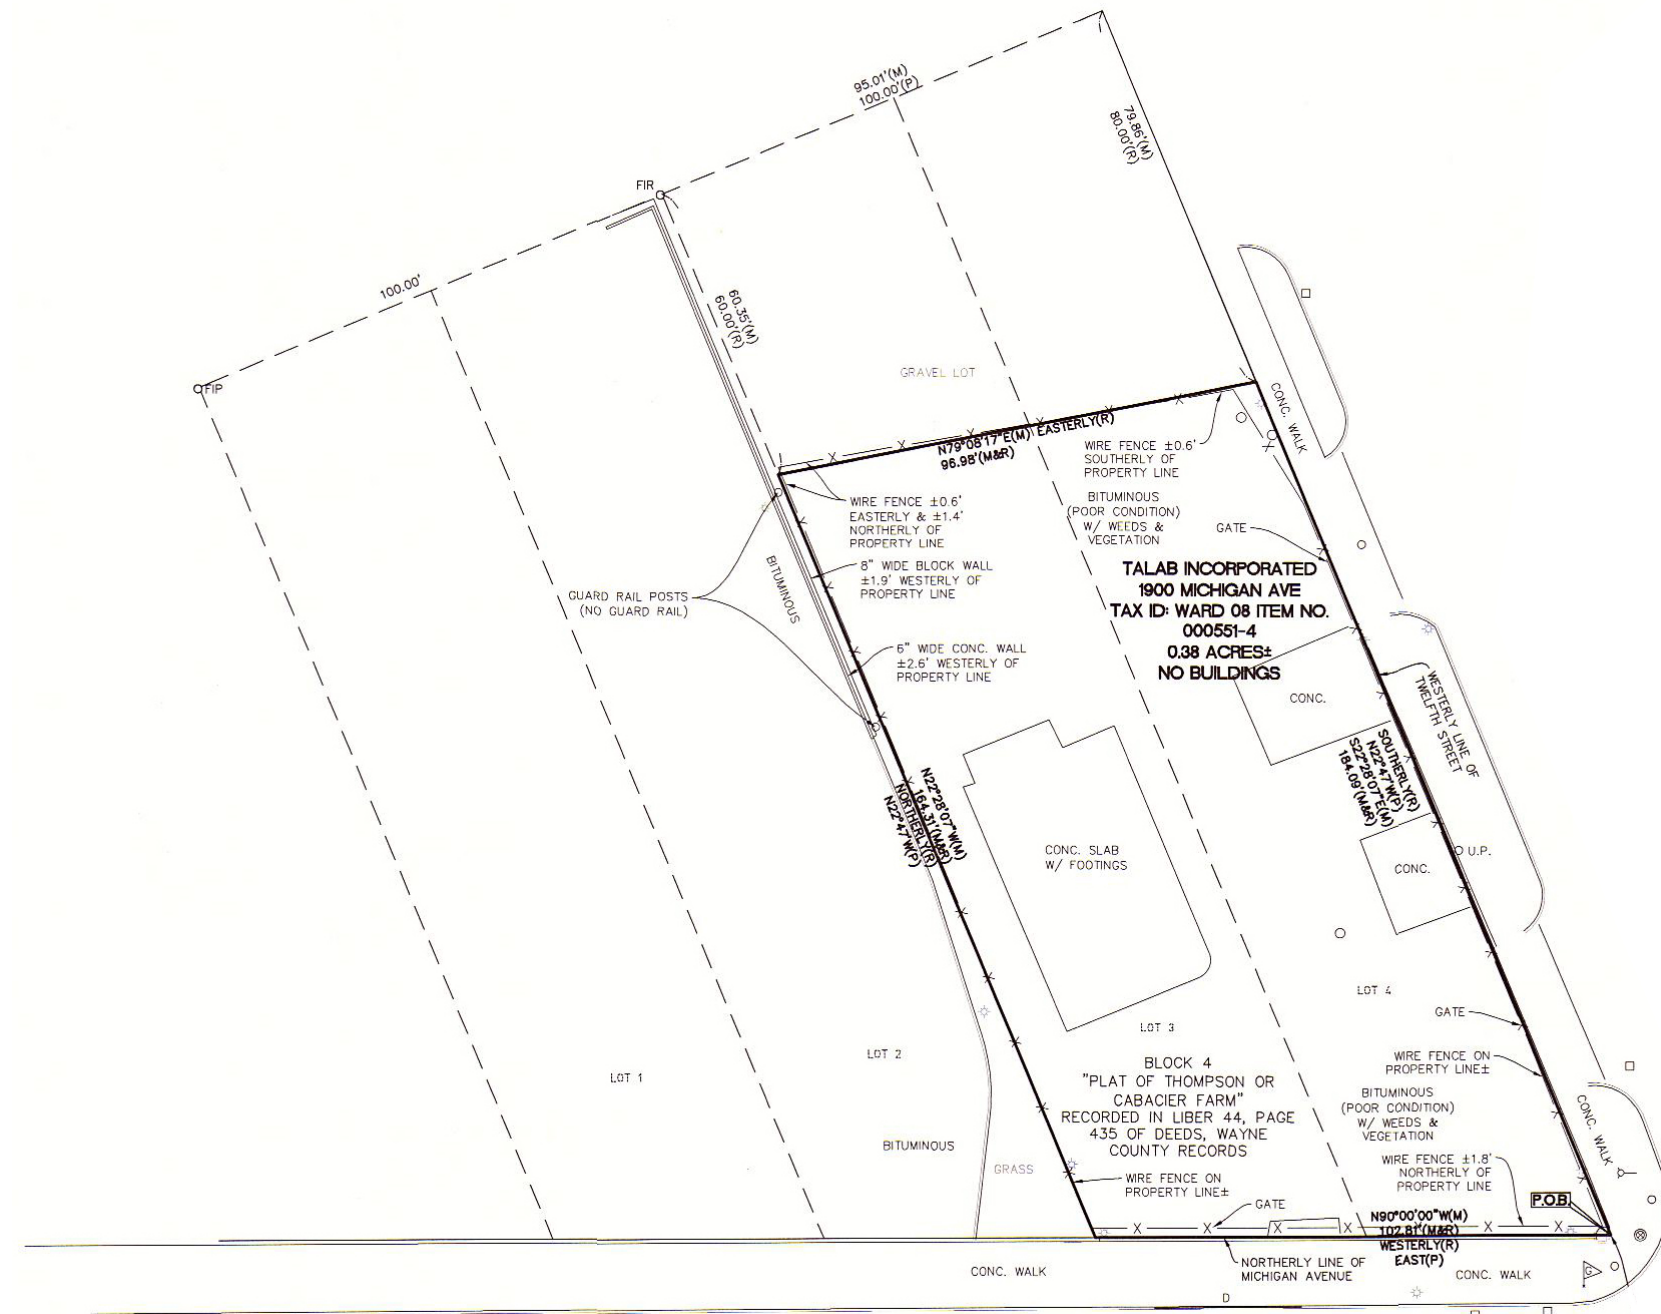 95.01'(M)
100.00'(P)
79.86'(M)
80.00'(R)
FIR
100.00'
60.35'(M)
60.00'(R)
FIP
GRAVEL LOT
CONC. WALK
N79°08'17"E(M) EASTERLY(R)
96.98'(M&R)
WIRE FENCE ±0.6'
SOUTHERLY OF
PROPERTY LINE
WIRE FENCE ±0.6'
EASTERLY & ±1.4'
NORTHERLY OF
PROPERTY LINE
BITUMINOUS
(POOR CONDITION)
W/ WEEDS &
VEGETATION
GATE
8" WIDE BLOCK WALL
±1.9' WESTERLY OF
PROPERTY LINE
BITUMINOUS
GUARD RAIL POSTS
(NO GUARD RAIL)
TALAB INCORPORATED
1900 MICHIGAN AVE
TAX ID: WARD 08 ITEM NO.
000551-4
0.38 ACRES±
NO BUILDINGS
6" WIDE CONC. WALL
±2.6' WESTERLY OF
PROPERTY LINE
CONC.
WESTERLY LINE OF
TWELFTH STREET
SOUTHERLY(R)
N22°47'W(P)
S22°28'07"E(M)
184.09'(M&R)
N22°28'07"W(M)
164.31'(M&R)
NORTHERLY(R)
N22°47'W(P)
CONC. SLAB
W/ FOOTINGS
U.P.
CONC.
LOT 4
GATE
LOT 3
LOT 2
LOT 1
BLOCK 4
"PLAT OF THOMPSON OR
CABACIER FARM"
RECORDED IN LIBER 44, PAGE
435 OF DEEDS, WAYNE
COUNTY RECORDS
WIRE FENCE ON
PROPERTY LINE±
BITUMINOUS
(POOR CONDITION)
W/ WEEDS &
VEGETATION
CONC. WALK
BITUMINOUS
GRASS
WIRE FENCE ±1.8'
NORTHERLY OF
PROPERTY LINE
WIRE FENCE ON
PROPERTY LINE±
GATE
P.O.B.
N90°00'00"W(M)
102.81'(M&R)
WESTERLY(R)
EAST(P)
NORTHERLY LINE OF
MICHIGAN AVENUE
CONC. WALK
CONC. WALK
G
D